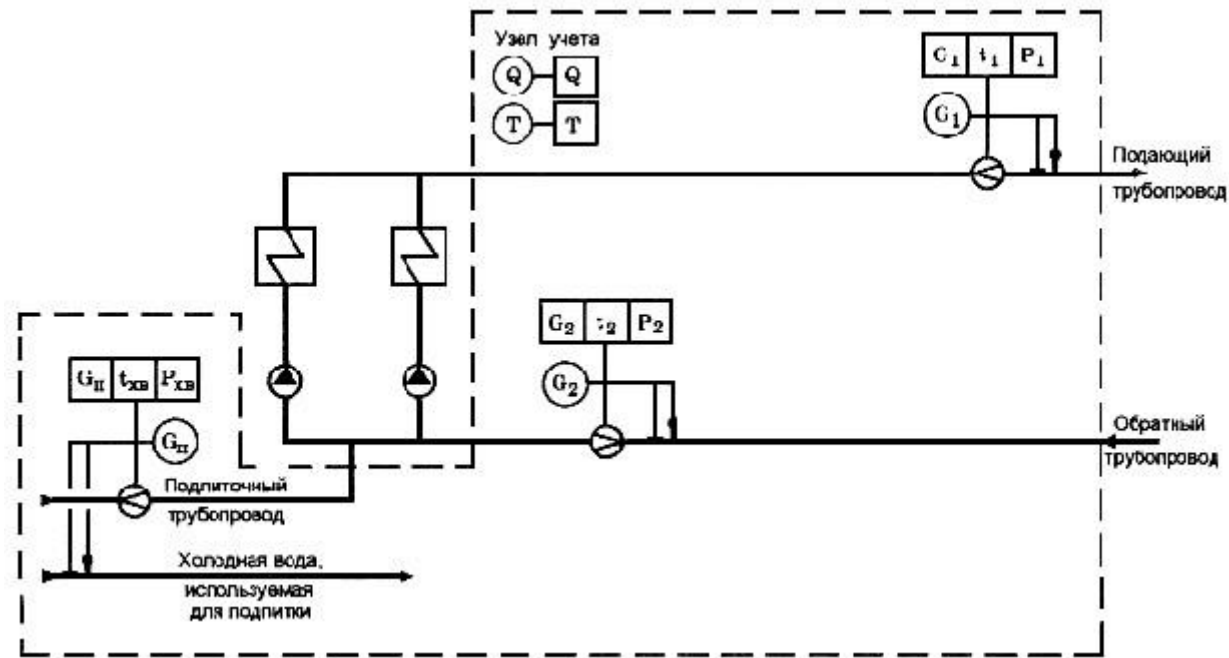 Узел учета
Q Q
T T
G₁ t₁ P₁
G₁
Подающий
трубопровод
G₂ t₂ P₂
G₂
Обратный
трубопровод
Gп tхв Pхв
Gп
Подпиточный
трубопровод
Холодная вода,
используемая
для подпитки